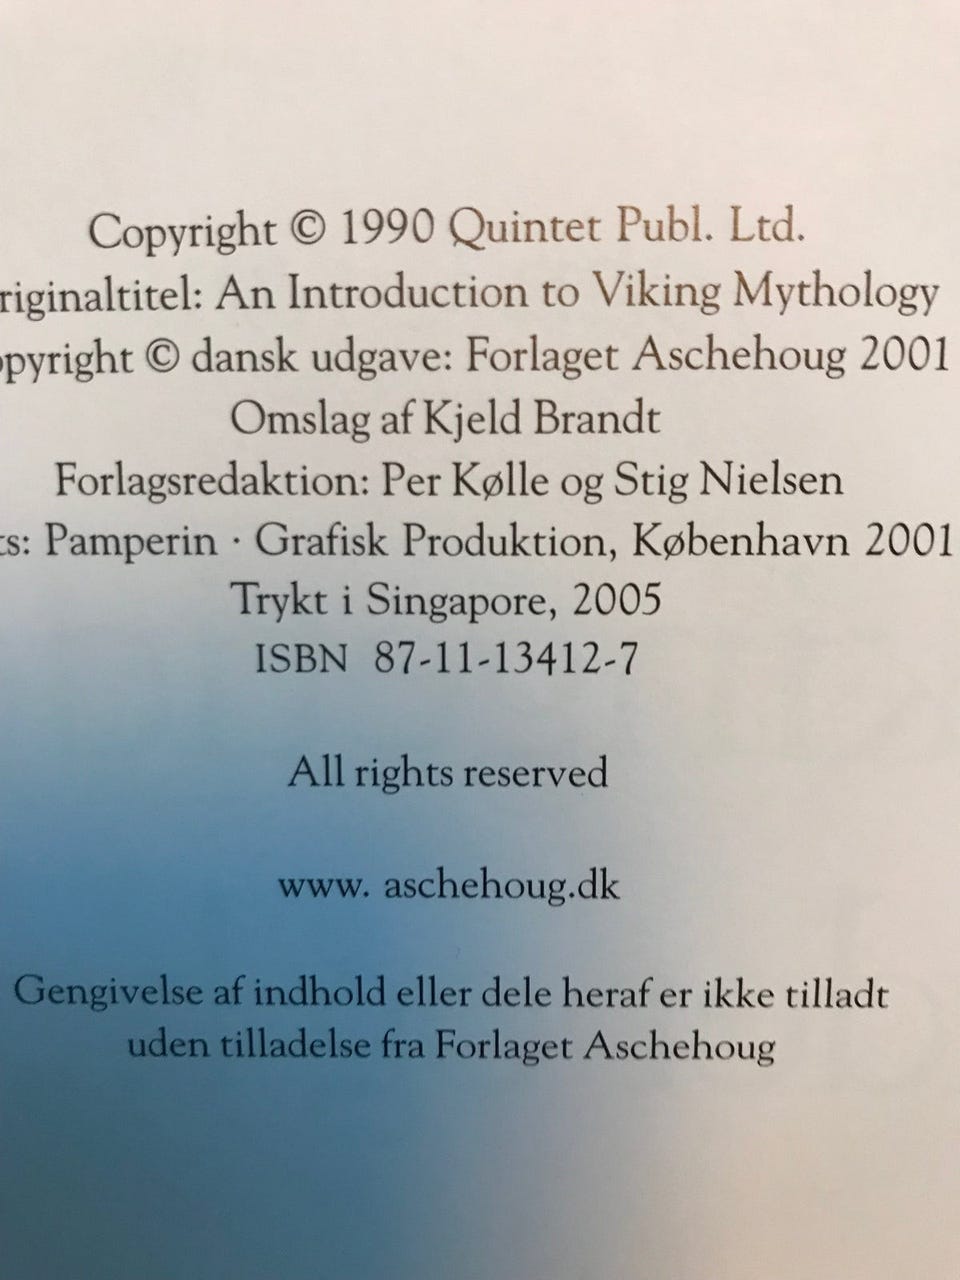 Copyright © 1990 Quintet Publ. Ltd.
riginaltitel: An Introduction to Viking Mythology
opyright © dansk udgave: Forlaget Aschehoug 2001
Omslag af Kjeld Brandt
Forlagsredaktion: Per Kølle og Stig Nielsen
ts: Pamperin · Grafisk Produktion, København 2001
Trykt i Singapore, 2005
ISBN 87-11-13412-7
All rights reserved
www. aschehoug.dk
Gengivelse af indhold eller dele heraf er ikke tilladt
uden tilladelse fra Forlaget Aschehoug